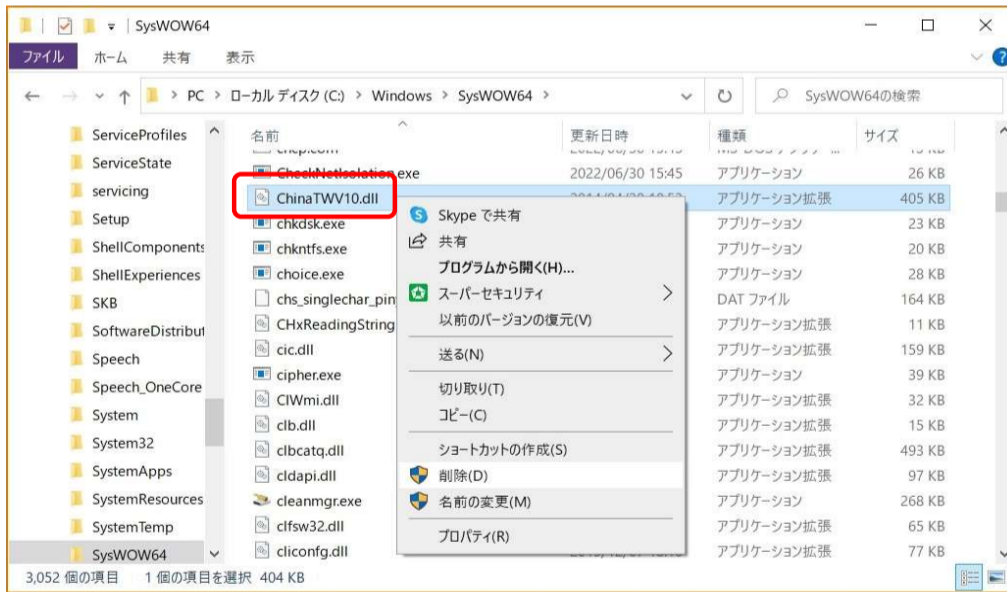 SysWOW64
ファイル ホーム 共有 表示
PC > ローカル ディスク (C:) > Windows > SysWOW64 > SysWOW64の検索
名前 更新日時 種類 サイズ
ServiceProfiles
ServiceState
servicing
Setup
ShellComponents
ShellExperiences
SKB
SoftwareDistribut
Speech
Speech_OneCore
System
System32
SystemApps
SystemResources
SystemTemp
SysWOW64
CheckNetIsolation.exe 2022/06/30 15:45 アプリケーション 26 KB
ChinaTWV10.dll アプリケーション拡張 405 KB
chkdsk.exe アプリケーション 23 KB
chkntfs.exe アプリケーション 20 KB
choice.exe アプリケーション 28 KB
chs_singlechar_pin DAT ファイル 164 KB
CHxReadingString アプリケーション拡張 11 KB
cic.dll アプリケーション拡張 159 KB
cipher.exe アプリケーション 39 KB
CIWmi.dll アプリケーション拡張 32 KB
clb.dll アプリケーション拡張 15 KB
clbcatq.dll アプリケーション拡張 493 KB
cldapi.dll アプリケーション拡張 97 KB
cleanmgr.exe アプリケーション 268 KB
clfsw32.dll アプリケーション拡張 65 KB
cliconfg.dll アプリケーション拡張 77 KB
Skype で共有
共有
プログラムから開く(H)...
スーパーセキュリティ
以前のバージョンの復元(V)
送る(N)
切り取り(T)
コピー(C)
ショートカットの作成(S)
削除(D)
名前の変更(M)
プロパティ(R)
3,052 個の項目 1 個の項目を選択 404 KB